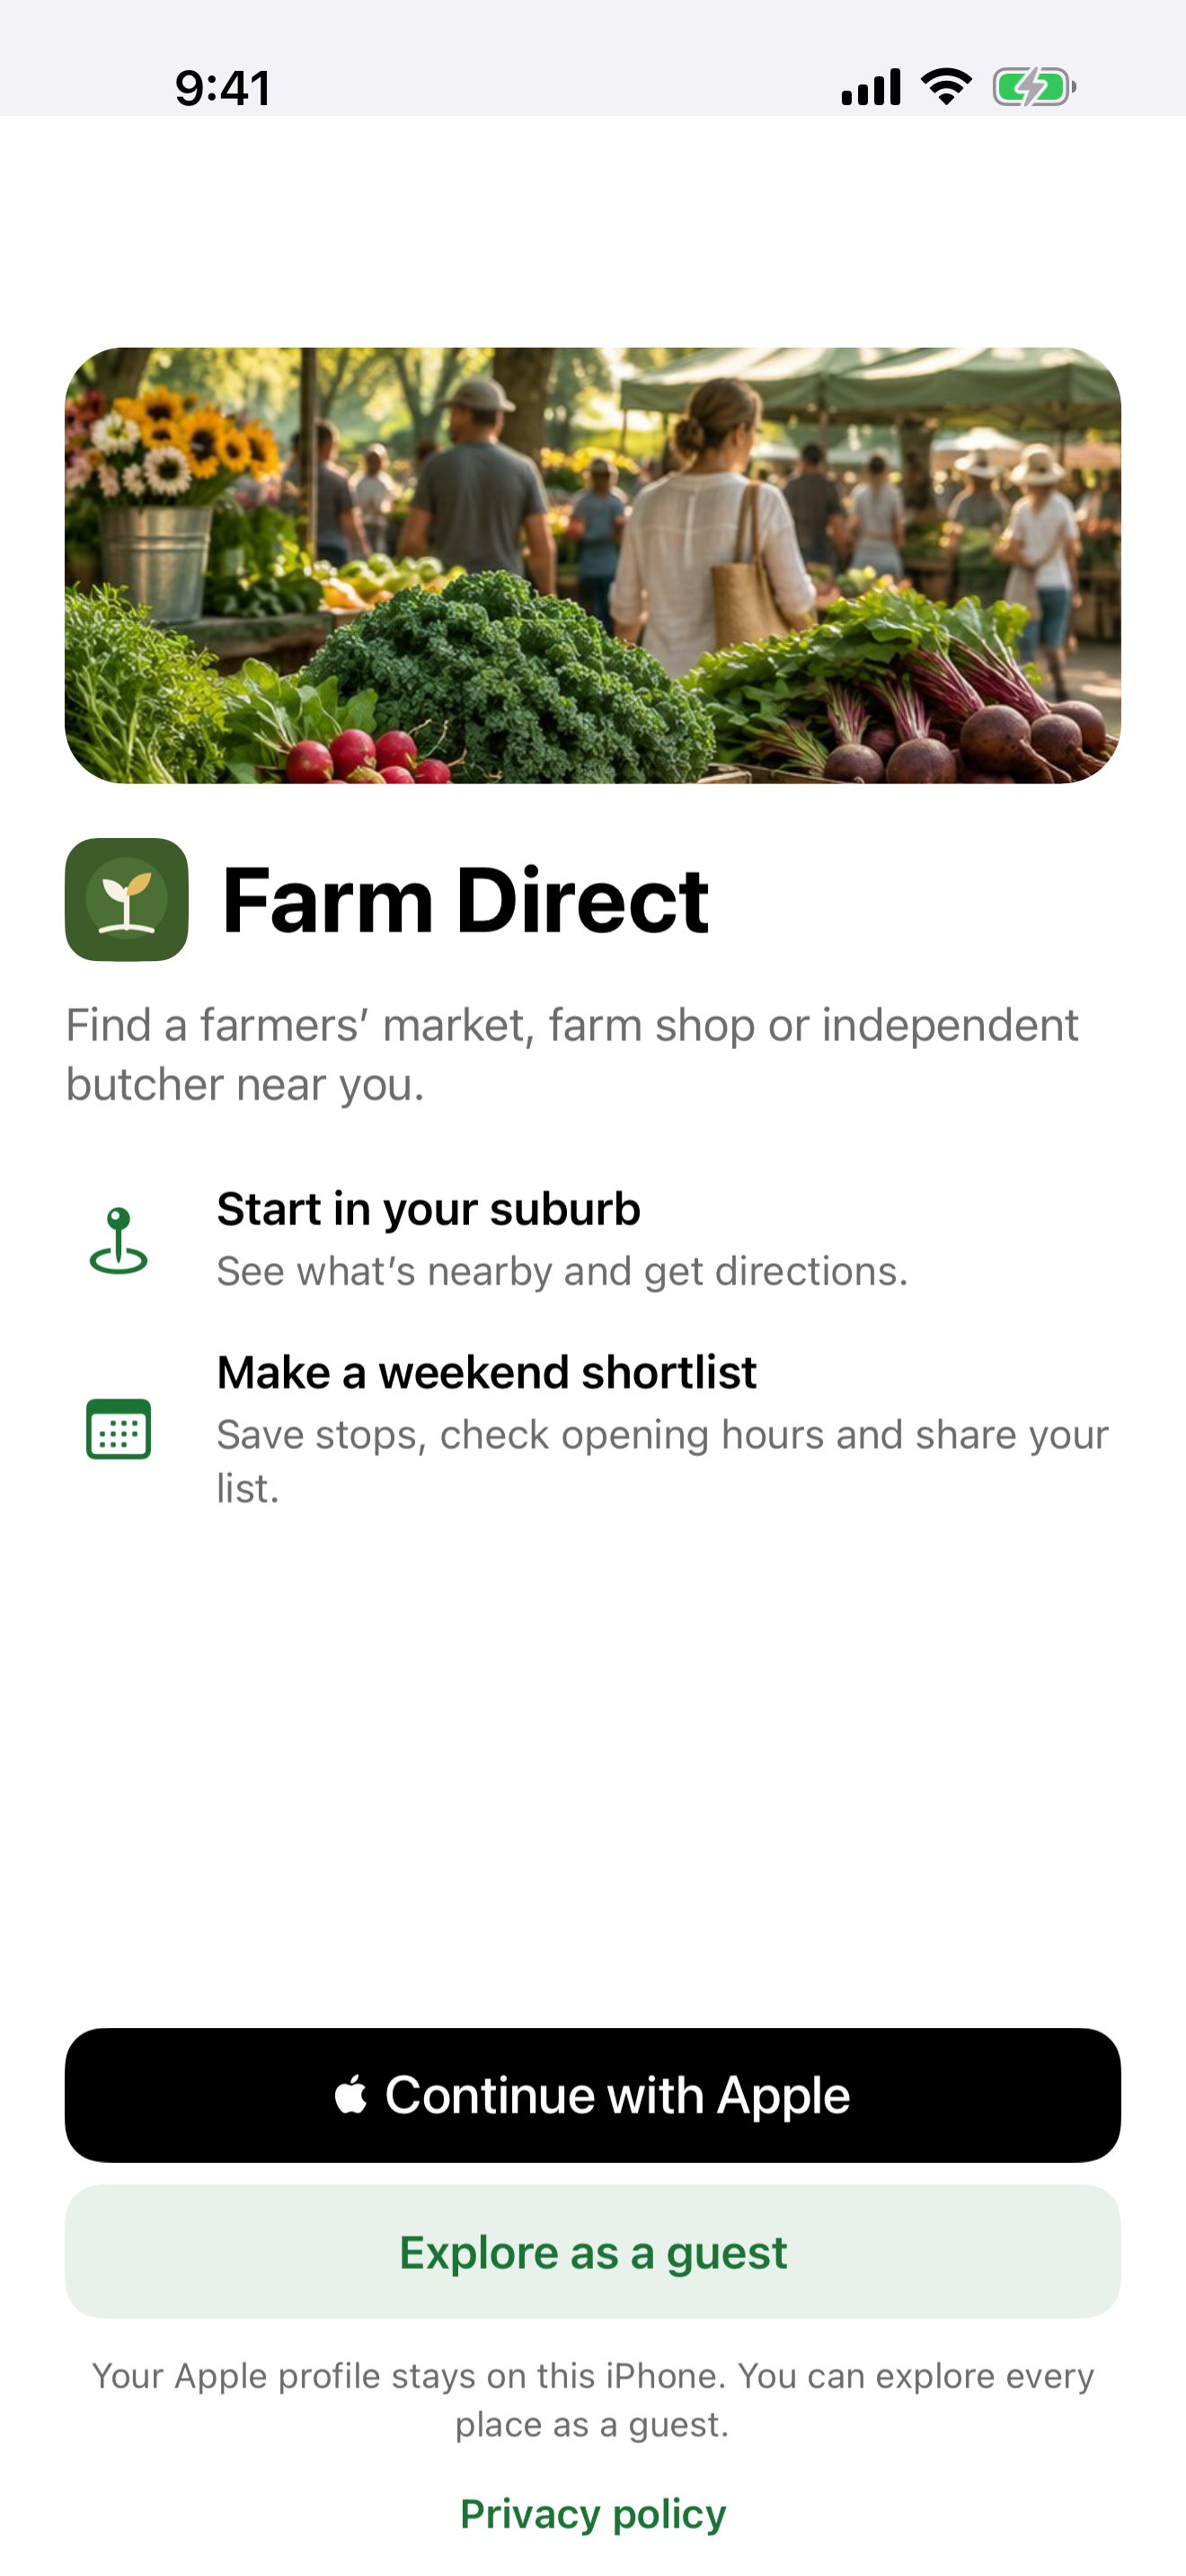 9:41
Farm Direct
Find a farmers’ market, farm shop or independent
butcher near you.
Start in your suburb
See what’s nearby and get directions.
Make a weekend shortlist
Save stops, check opening hours and share your
list.
Continue with Apple
Explore as a guest
Your Apple profile stays on this iPhone. You can explore every
place as a guest.
Privacy policy